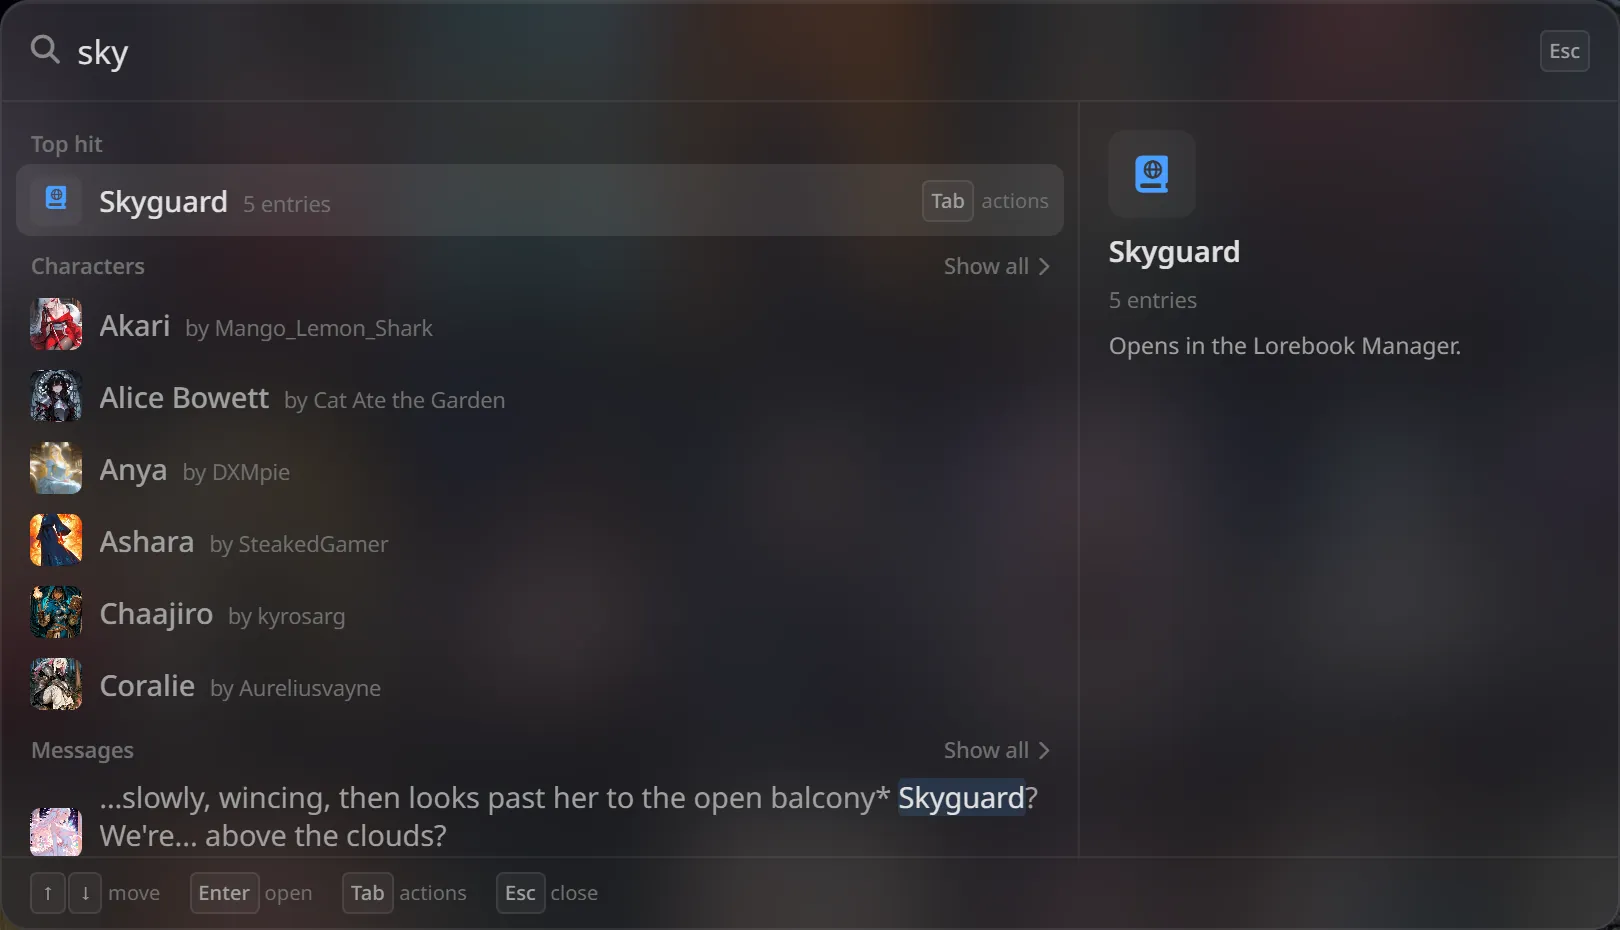 sky
Esc
Top hit
Skyguard 5 entries Tab actions
Characters Show all
Akari by Mango_Lemon_Shark
Alice Bowett by Cat Ate the Garden
Anya by DXMpie
Ashara by SteakedGamer
Chaajiro by kyrosarg
Coralie by Aureliusvayne
Messages Show all
...slowly, wincing, then looks past her to the open balcony* Skyguard?
We're... above the clouds?
Skyguard
5 entries
Opens in the Lorebook Manager.
↑ ↓ move Enter open Tab actions Esc close